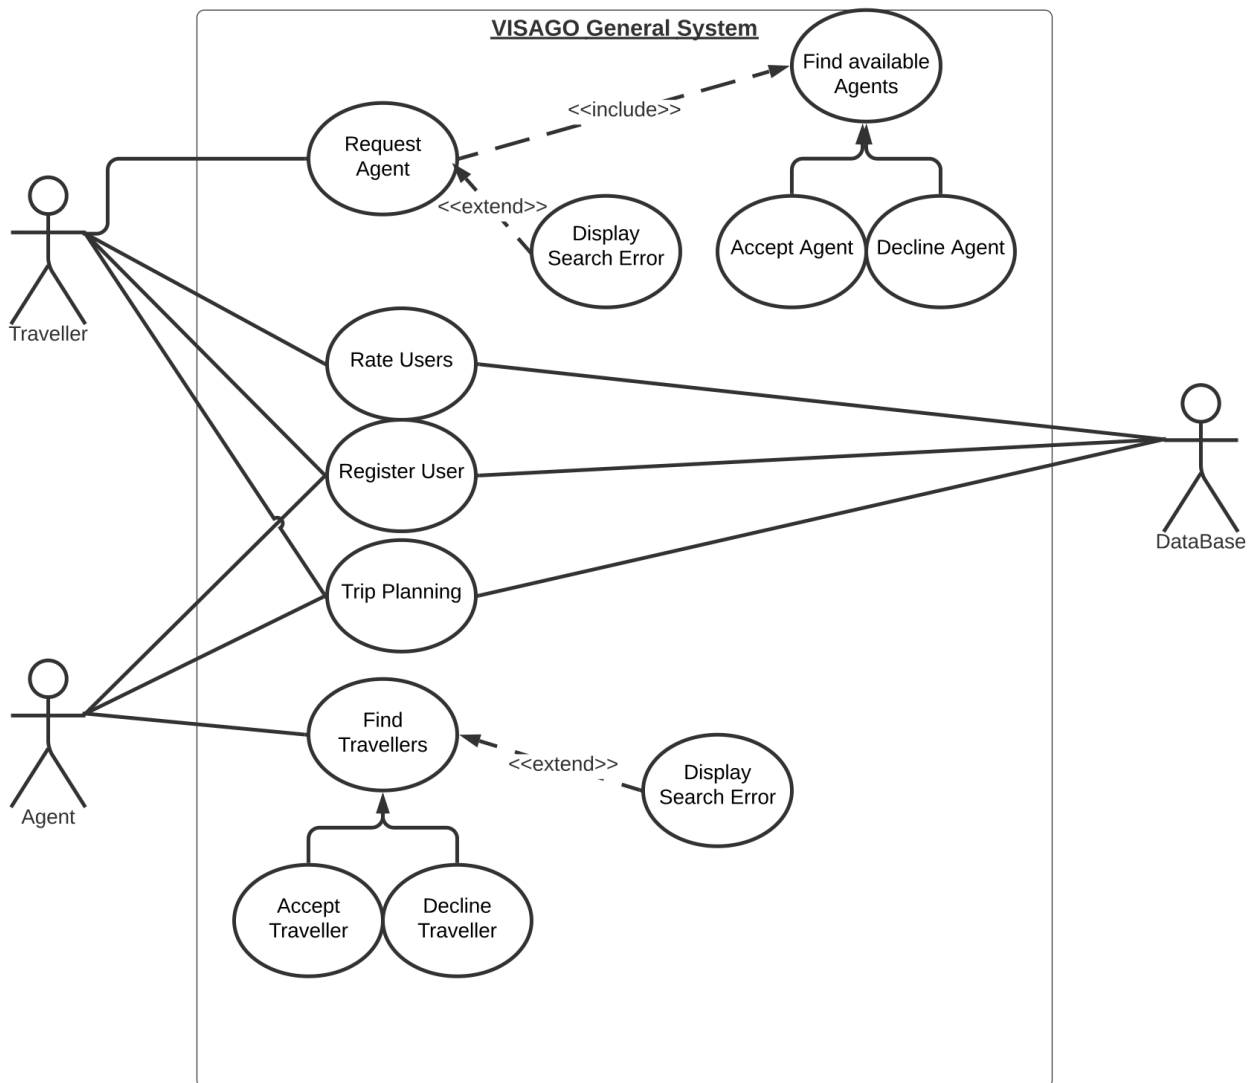 VISAGO General System
Find available
Agents
<<include>>
Request
Agent
<<extend>>
Display
Search Error
Accept Agent
Decline Agent
Traveller
Rate Users
Register User
DataBase
Trip Planning
Agent
Find
Travellers
<<extend>>
Display
Search Error
Accept
Traveller
Decline
Traveller